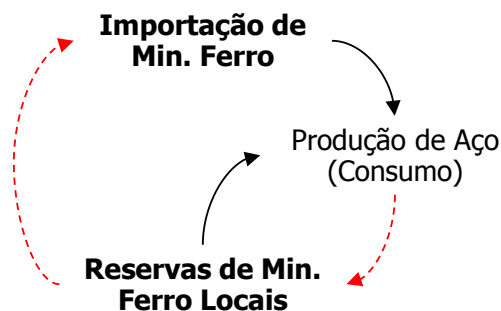 Importação de
Min. Ferro
Produção de Aço
(Consumo)
Reservas de Min.
Ferro Locais